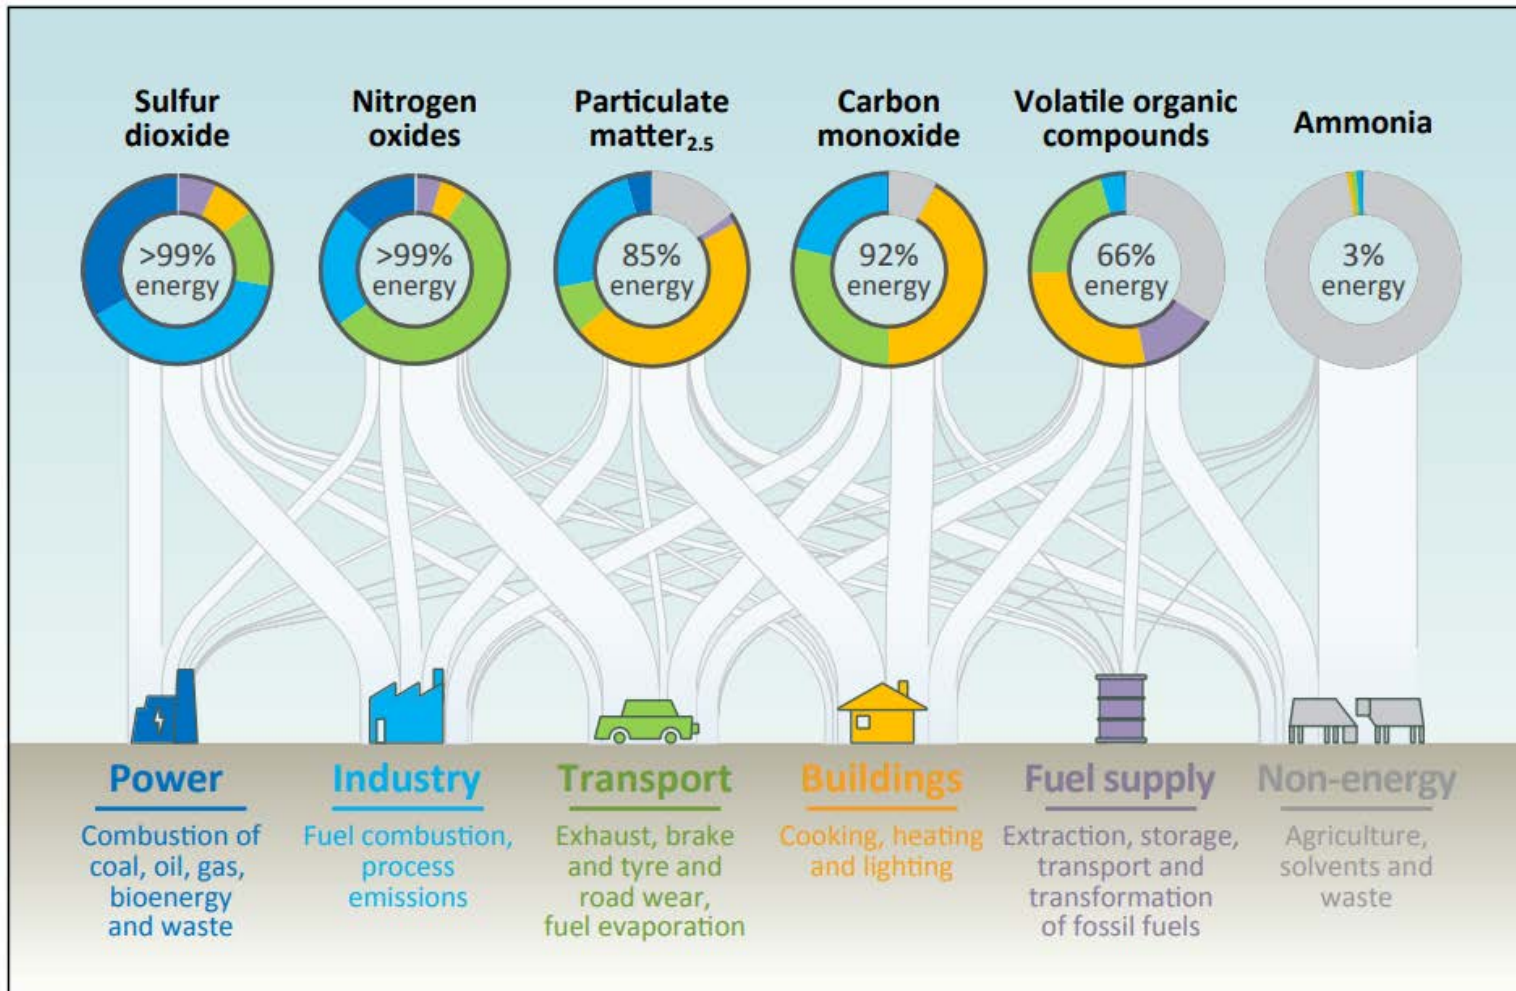 Sulfur
dioxide
Nitrogen
oxides
Particulate
matter2.5
Carbon
monoxide
Volatile organic
compounds
Ammonia
>99%
energy
>99%
energy
85%
energy
92%
energy
66%
energy
3%
energy
Power
Combustion of
coal, oil, gas,
bioenergy
and waste
Industry
Fuel combustion,
process
emissions
Transport
Exhaust, brake
and tyre and
road wear,
fuel evaporation
Buildings
Cooking, heating
and lighting
Fuel supply
Extraction, storage,
transport and
transformation
of fossil fuels
Non-energy
Agriculture,
solvents and
waste